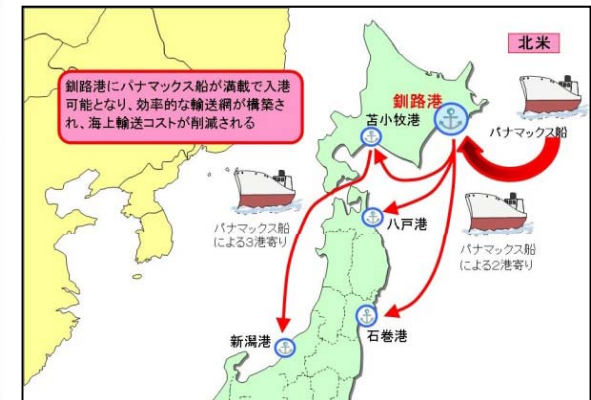 北米
釧路港にパナマックス船が満載で入港
可能となり、効率的な輸送網が構築さ
れ、海上輸送コストが削減される
釧路港
苫小牧港
パナマックス船
パナマックス船
による3港寄り
八戸港
パナマックス船
による2港寄り
新潟港
石巻港